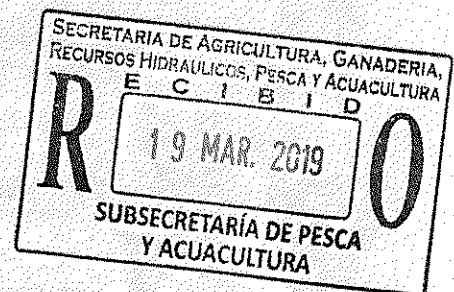 SECRETARIA DE AGRICULTURA, GANADERIA,
RECURSOS HIDRAULICOS, PESCA Y ACUACULTURA
R E C I B I D O
19 MAR. 2019
SUBSECRETARÍA DE PESCA
Y ACUACULTURA